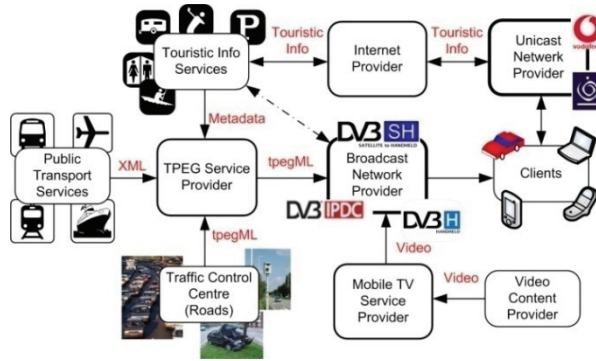 Touristic Info
Services
P
Touristic
Info
Internet
Provider
Touristic
Info
Unicast
Netwerk
Provider
vodafone
Metadata
DVB SH
SATELLITE to HANDHELD
Public
Transport
Services
XML
TPEG Service
Provider
tpegML
Broadcast
Network
Provider
Clients
DVB IPDC
DVB H
HANDHELD
tpegML
Video
Traffic Control
Centre
(Roads)
Mobile TV
Service
Provider
Video
Video
Content
Provider